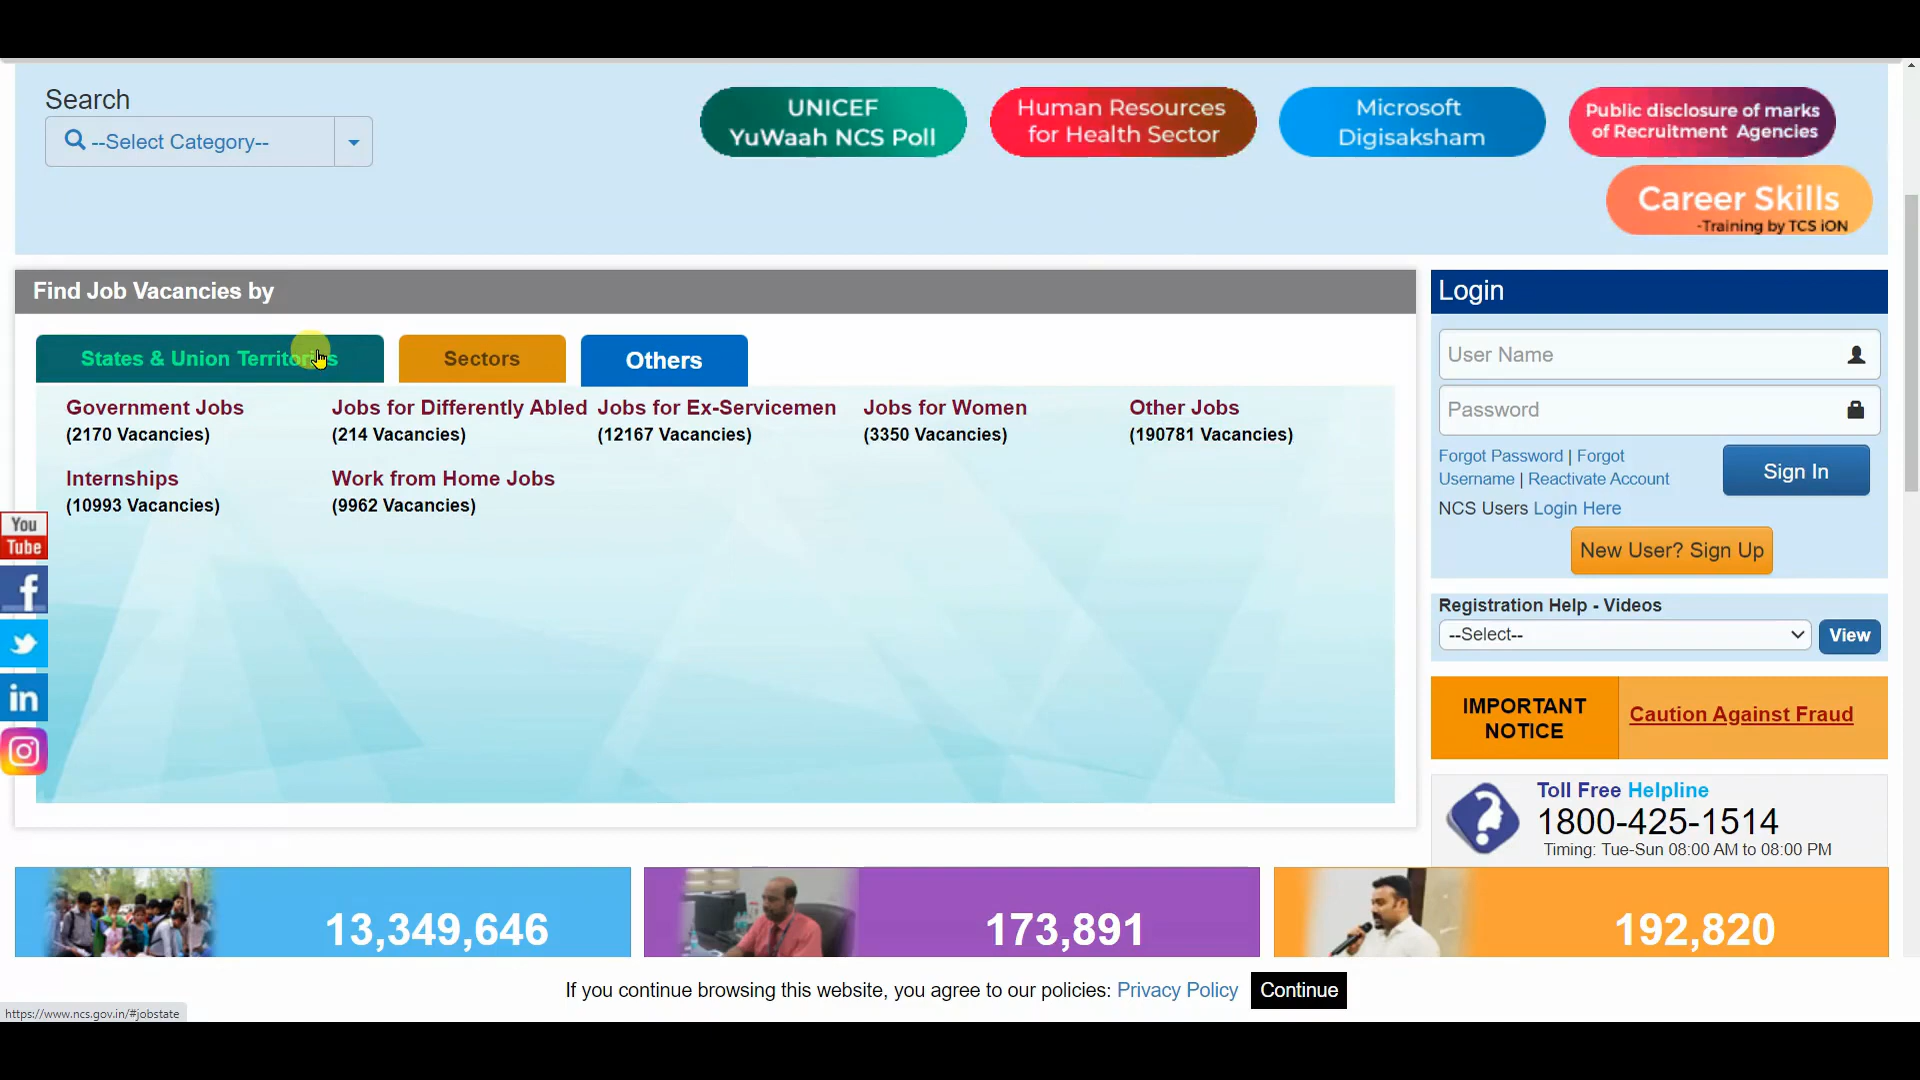 Search
--Select Category--
UNICEF
YuWaah NCS Poll
Human Resources
for Health Sector
Microsoft
Digisaksham
Public disclosure of marks
of Recruitment Agencies
Career Skills
-Training by TCS iON
Find Job Vacancies by
States & Union Territories
Sectors
Others
Government Jobs
(2170 Vacancies)
Jobs for Differently Abled
(214 Vacancies)
Jobs for Ex-Servicemen
(12167 Vacancies)
Jobs for Women
(3350 Vacancies)
Other Jobs
(190781 Vacancies)
Internships
(10993 Vacancies)
Work from Home Jobs
(9962 Vacancies)
You
Tube
f
in
Login
User Name
Password
Forgot Password | Forgot
Username | Reactivate Account
Sign In
NCS Users Login Here
New User? Sign Up
Registration Help - Videos
--Select--
View
IMPORTANT
NOTICE
Caution Against Fraud
Toll Free Helpline
1800-425-1514
Timing: Tue-Sun 08:00 AM to 08:00 PM
13,349,646
173,891
192,820
If you continue browsing this website, you agree to our policies: Privacy Policy
Continue
https://www.ncs.gov.in/#jobstate